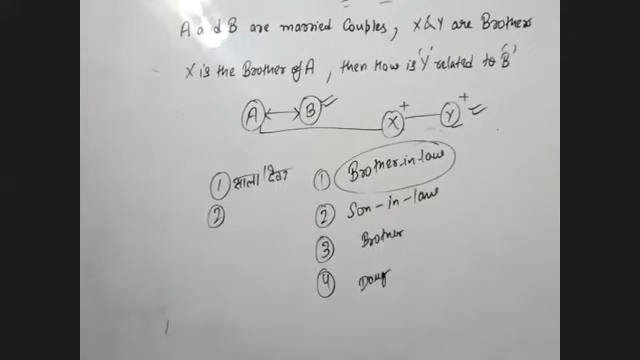 A a d B are married Couples, X & Y are Brothers
X is the Brother of A, then How is 'Y' related to 'B'
A B X + Y +
① साला/देवर ① Brother-in-law
② ② Son-in-law
③ Brother
④ Daug